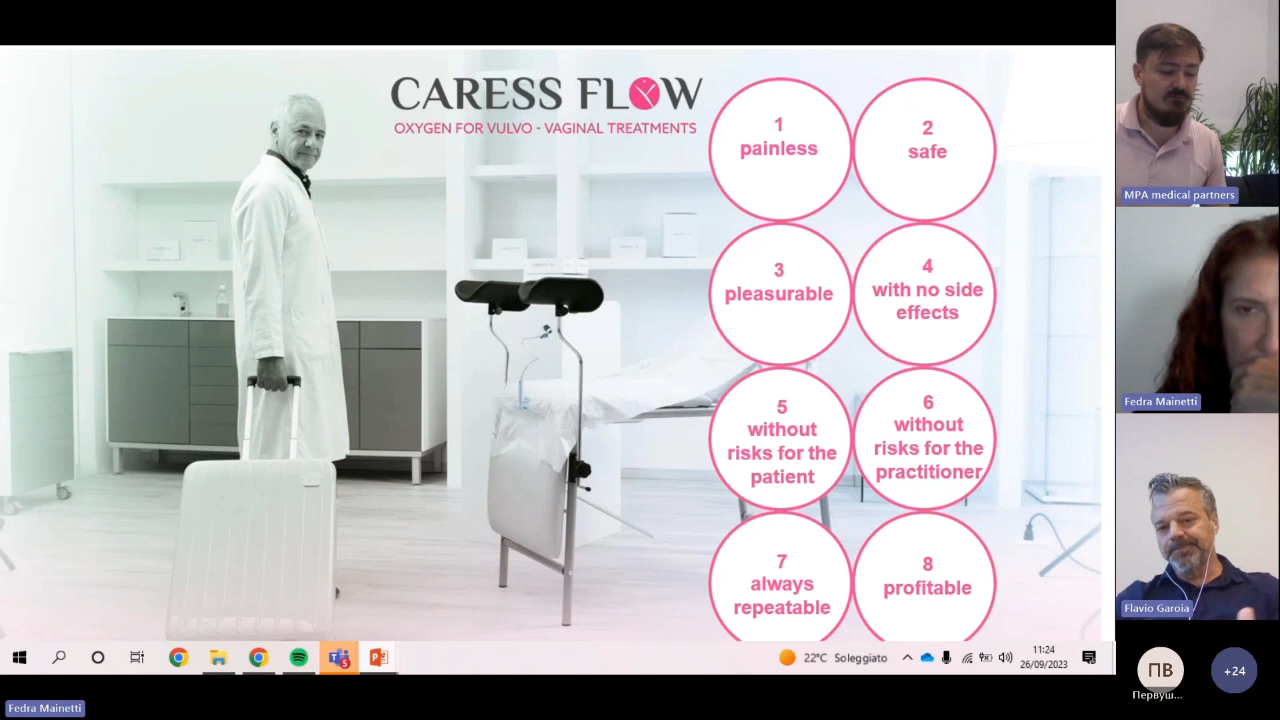 CARESS FLOW
OXYGEN FOR VULVO - VAGINAL TREATMENTS
1
painless
2
safe
3
pleasurable
4
with no side
effects
5
without
risks for the
patient
6
without
risks for the
practitioner
7
always
repeatable
8
profitable
MPA medical partners
Fedra Mainetti
Flavio Garoia
ПВ
Первуш...
+24
22°C Soleggiato
11:24
26/09/2023
Fedra Mainetti